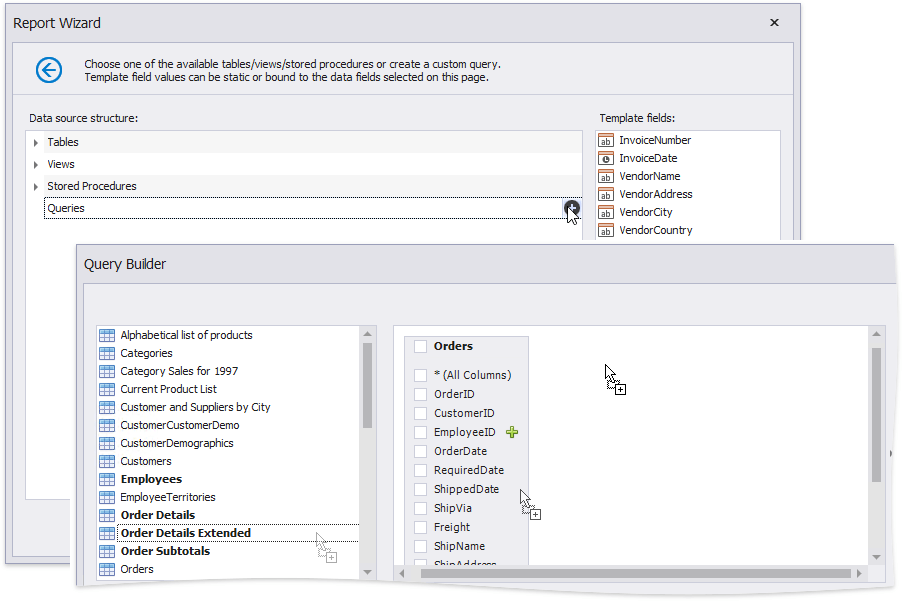 Report Wizard
Choose one of the available tables/views/stored procedures or create a custom query.
Template field values can be static or bound to the data fields selected on this page.
Data source structure:
Tables
Views
Stored Procedures
Queries
Template fields:
InvoiceNumber
InvoiceDate
VendorName
VendorAddress
VendorCity
VendorCountry
Query Builder
Alphabetical list of products
Categories
Category Sales for 1997
Current Product List
Customer and Suppliers by City
CustomerCustomerDemo
CustomerDemographics
Customers
Employees
EmployeeTerritories
Order Details
Order Details Extended
Order Subtotals
Orders
Orders
* (All Columns)
OrderID
CustomerID
EmployeeID
OrderDate
RequiredDate
ShippedDate
ShipVia
Freight
ShipName
ShipAddress